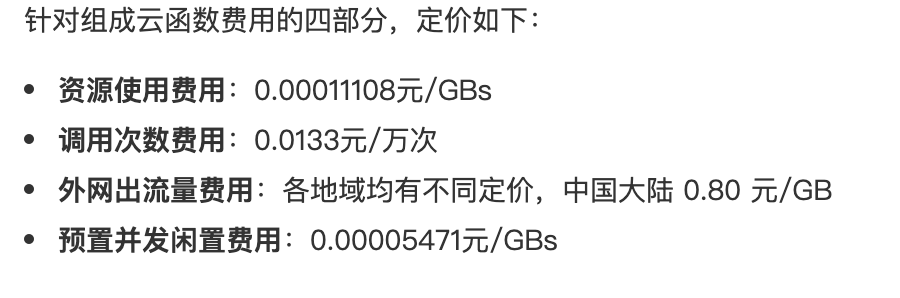 针对组成云函数费用的四部分，定价如下：
• 资源使用费用：0.00011108元/GBs
• 调用次数费用：0.0133元/万次
• 外网出流量费用：各地域均有不同定价，中国大陆 0.80 元/GB
• 预置并发闲置费用：0.00005471元/GBs